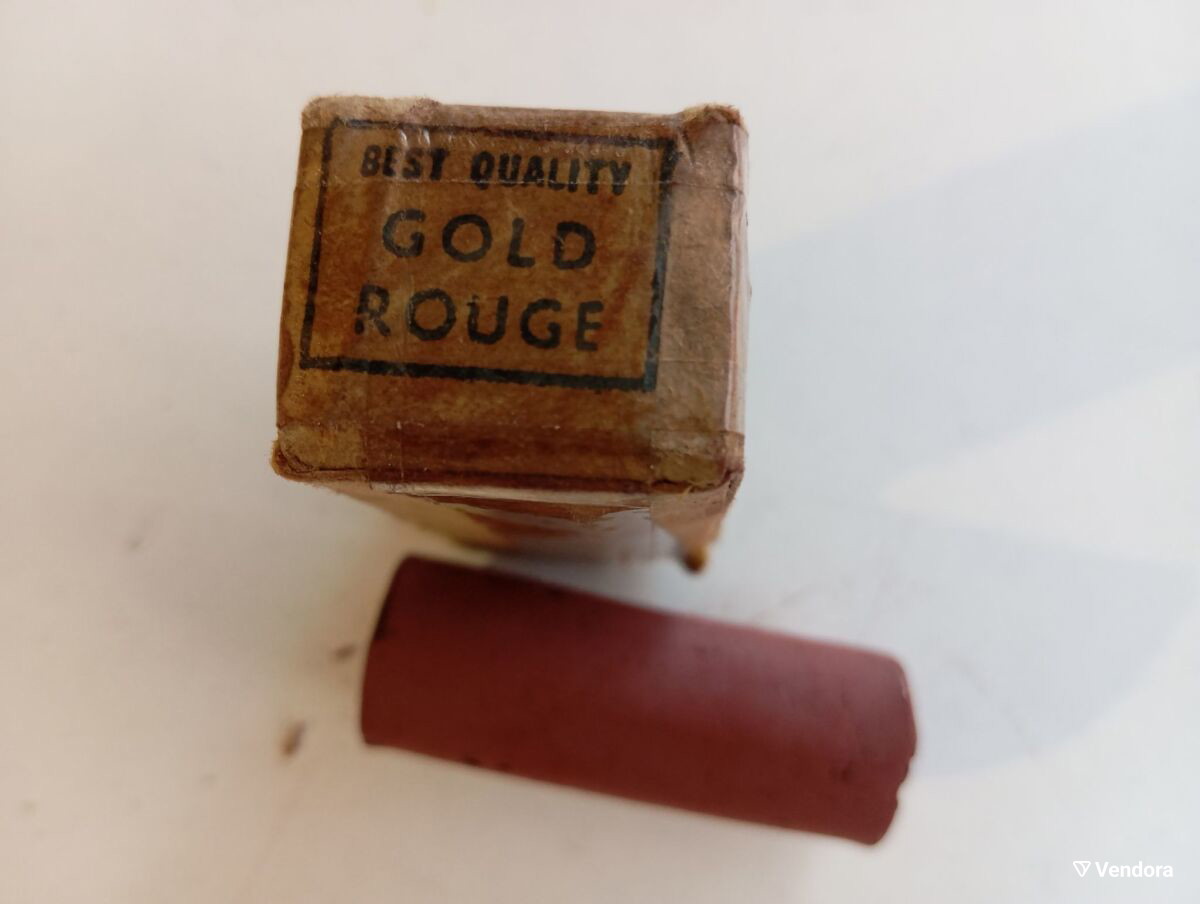 BEST QUALITY
GOLD
ROUGE
Vendora